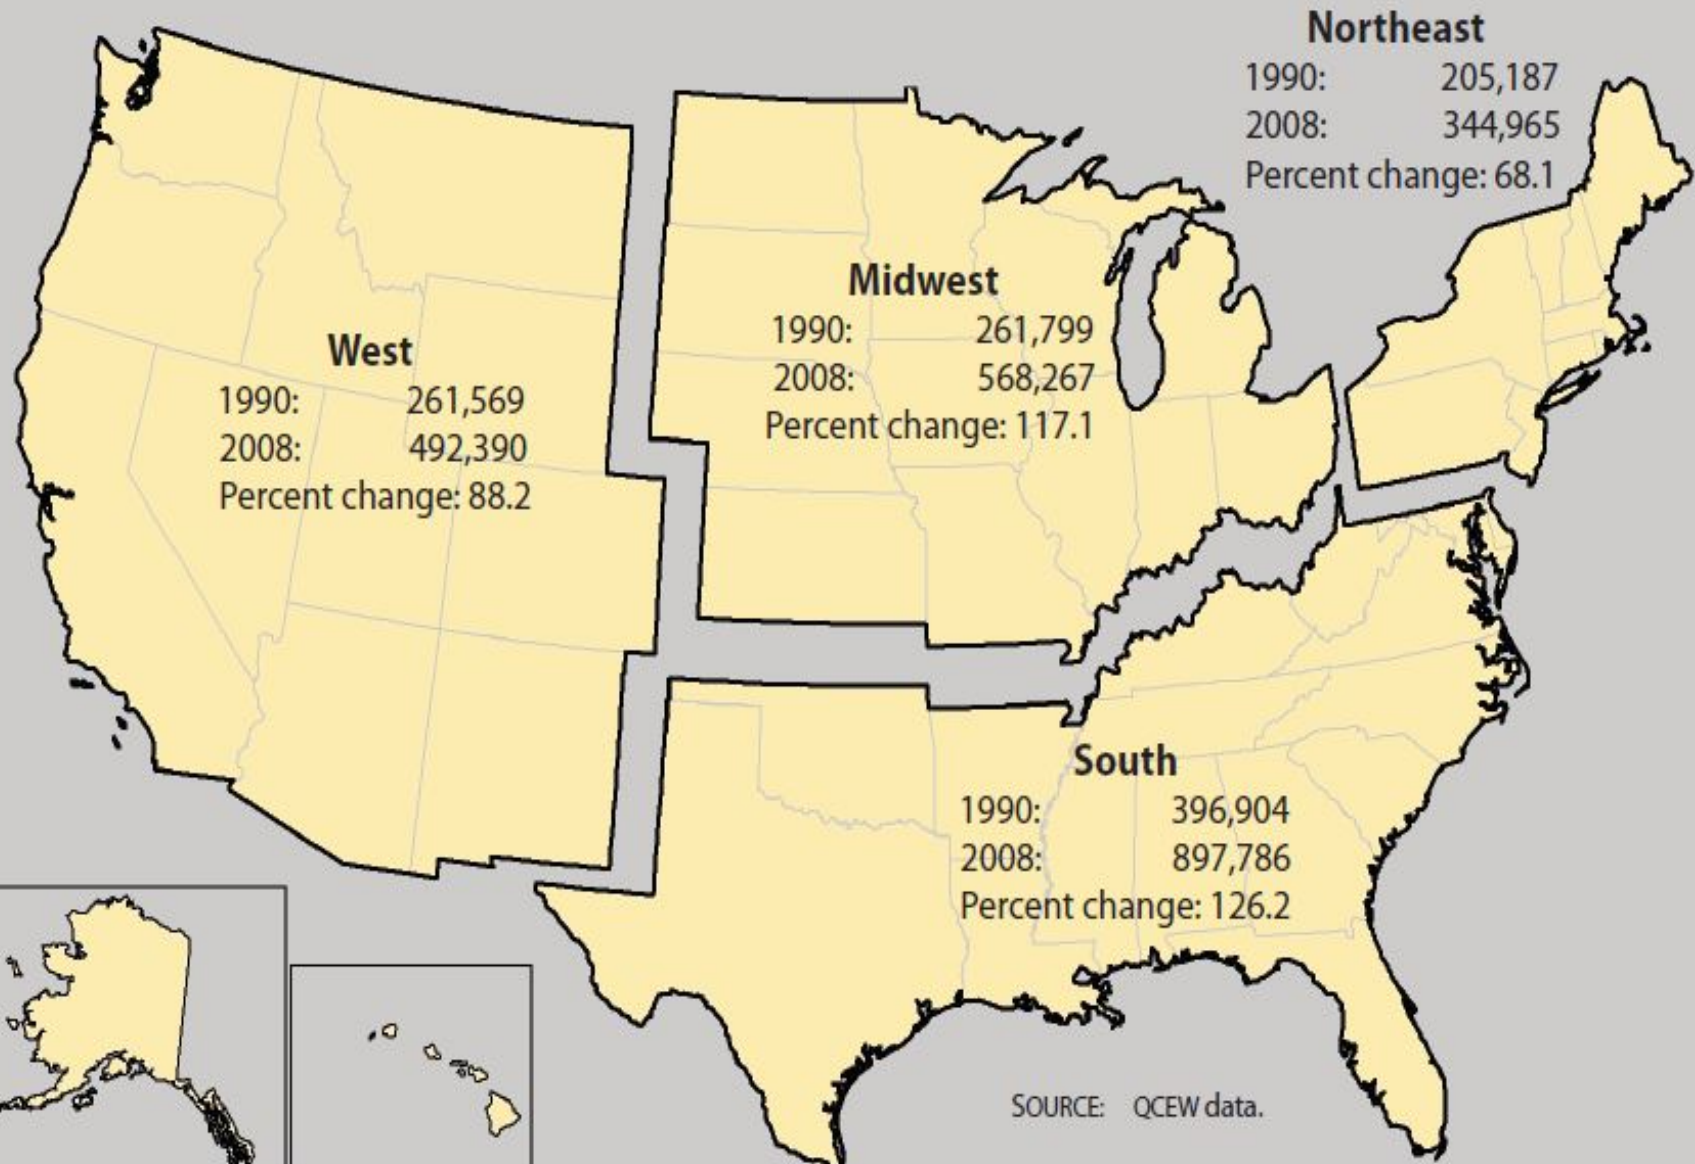 Northeast
1990: 205,187
2008: 344,965
Percent change: 68.1
Midwest
1990: 261,799
2008: 568,267
Percent change: 117.1
West
1990: 261,569
2008: 492,390
Percent change: 88.2
South
1990: 396,904
2008: 897,786
Percent change: 126.2
SOURCE: QCEW data.